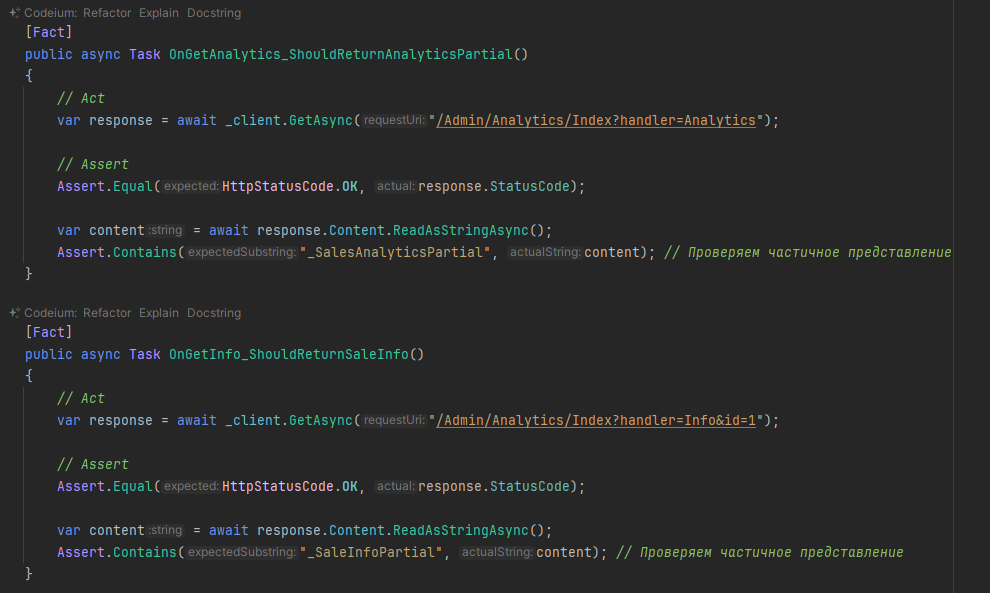 Codeium: Refactor Explain Docstring
[Fact]
public async Task OnGetAnalytics_ShouldReturnAnalyticsPartial()
{
// Act
var response = await _client.GetAsync( requestUri: "/Admin/Analytics/Index?handler=Analytics");
// Assert
Assert.Equal( expected: HttpStatusCode.OK, actual: response.StatusCode);
var content :string = await response.Content.ReadAsStringAsync();
Assert.Contains( expectedSubstring: "_SalesAnalyticsPartial", actualString: content); // Проверяем частичное представление
}
Codeium: Refactor Explain Docstring
[Fact]
public async Task OnGetInfo_ShouldReturnSaleInfo()
{
// Act
var response = await _client.GetAsync( requestUri: "/Admin/Analytics/Index?handler=Info&id=1");
// Assert
Assert.Equal( expected: HttpStatusCode.OK, actual: response.StatusCode);
var content :string = await response.Content.ReadAsStringAsync();
Assert.Contains( expectedSubstring: "_SaleInfoPartial", actualString: content); // Проверяем частичное представление
}